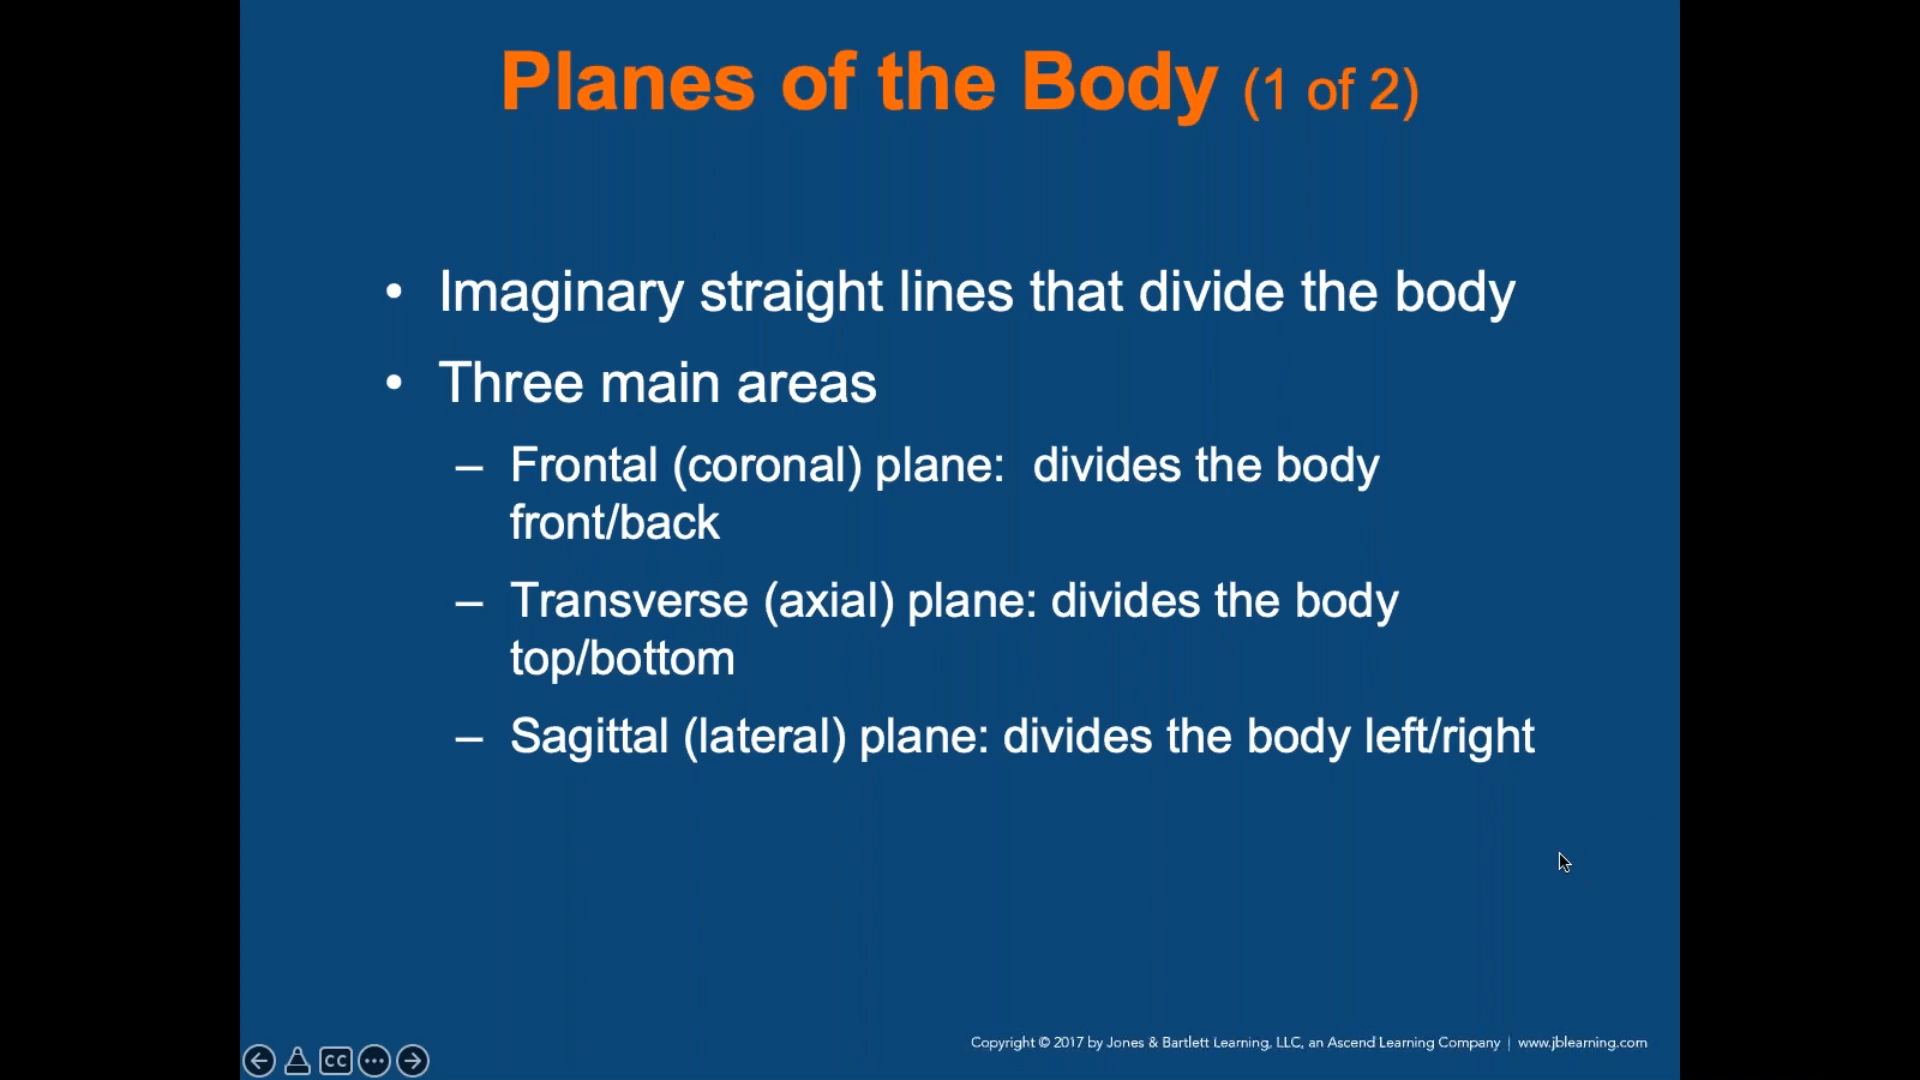 Planes of the Body (1 of 2)
• Imaginary straight lines that divide the body
• Three main areas
– Frontal (coronal) plane:  divides the body
front/back
– Transverse (axial) plane: divides the body
top/bottom
– Sagittal (lateral) plane: divides the body left/right
Copyright © 2017 by Jones & Bartlett Learning, LLC, an Ascend Learning Company | www.jblearning.com
CC